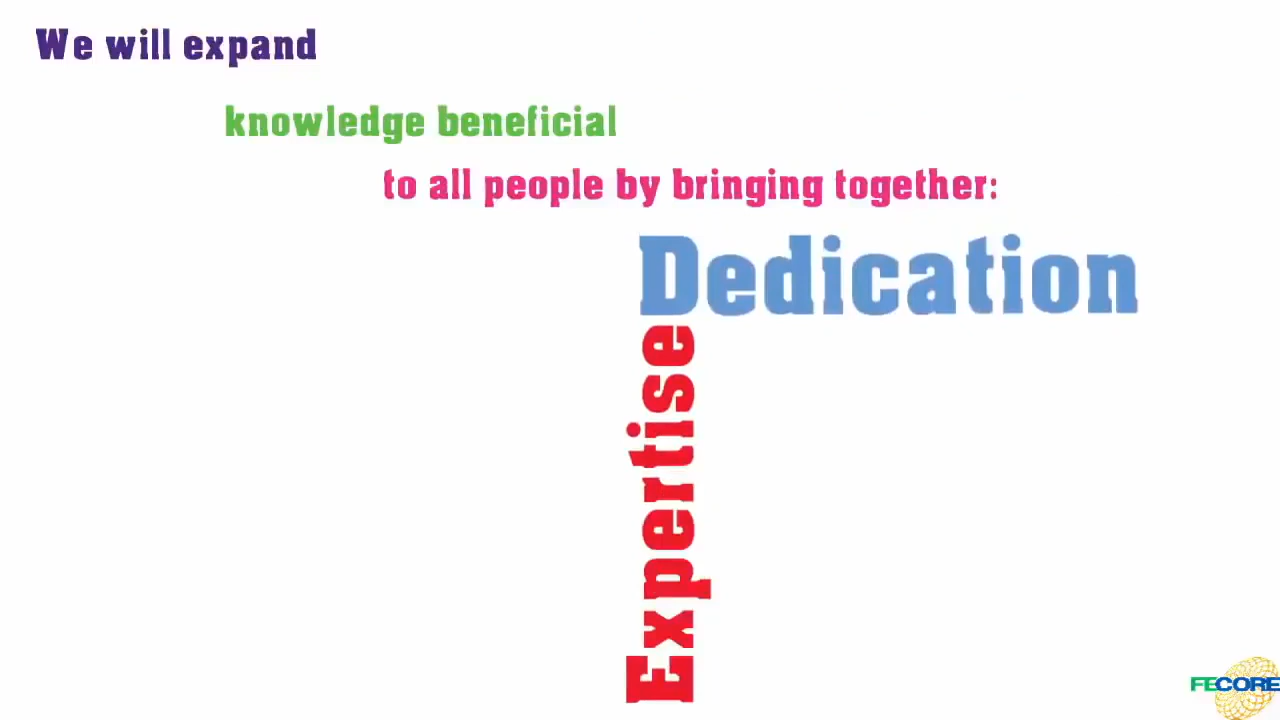 We will expand
knowledge beneficial
to all people by bringing together:
Dedication
Expertise
FECORE